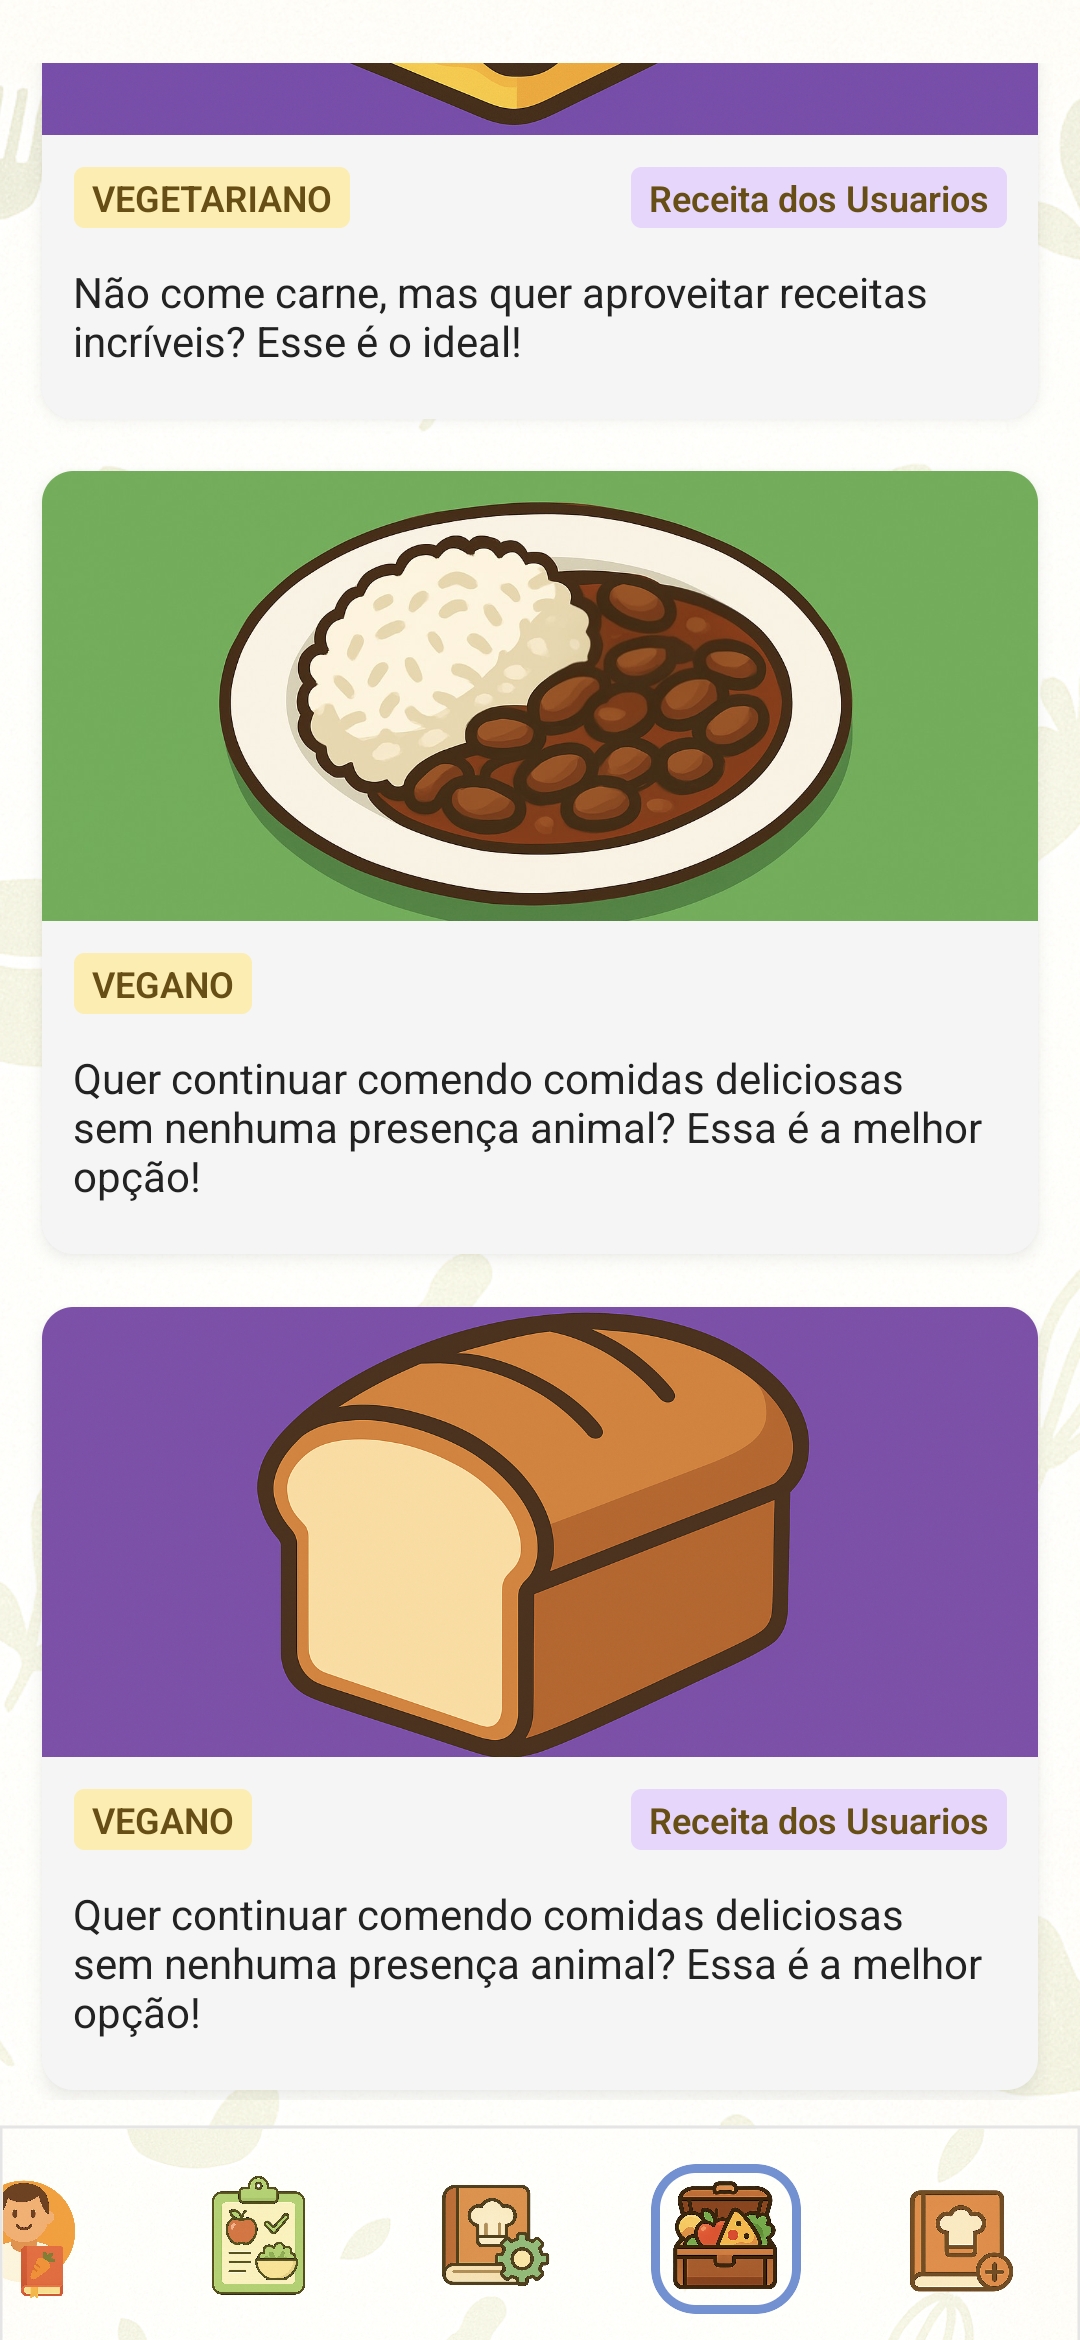 VEGETARIANO
Receita dos Usuarios
Não come carne, mas quer aproveitar receitas
incríveis? Esse é o ideal!
VEGANO
Quer continuar comendo comidas deliciosas
sem nenhuma presença animal? Essa é a melhor
opção!
VEGANO
Receita dos Usuarios
Quer continuar comendo comidas deliciosas
sem nenhuma presença animal? Essa é a melhor
opção!